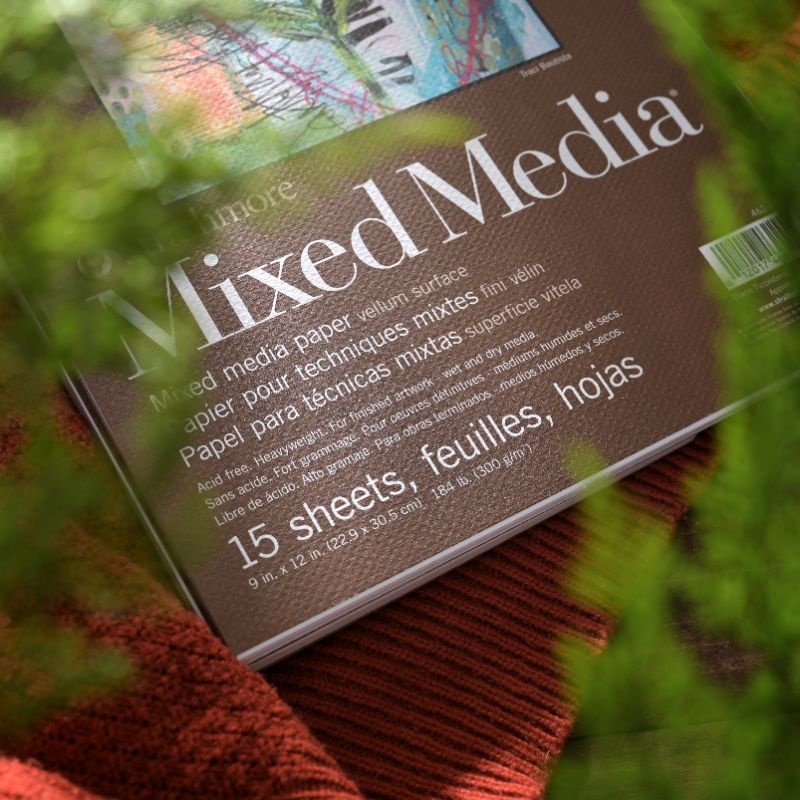 Traci Bautista
Strathmore
Mixed Media®
Mixed media paper vellum surface
Papier pour techniques mixtes fini vélin
Papel para técnicas mixtas superficie vitela
Acid free. Heavyweight. For finished artwork - wet and dry media.
Sans acide. Fort grammage. Pour oeuvres définitives - médiums humides et secs.
Libre de ácido. Alto gramaje. Para obras terminados - medios húmedos y secos.
15 sheets, feuilles, hojas
9 in. x 12 in. (22.9 x 30.5 cm) 184 lb. (300 g/m²)